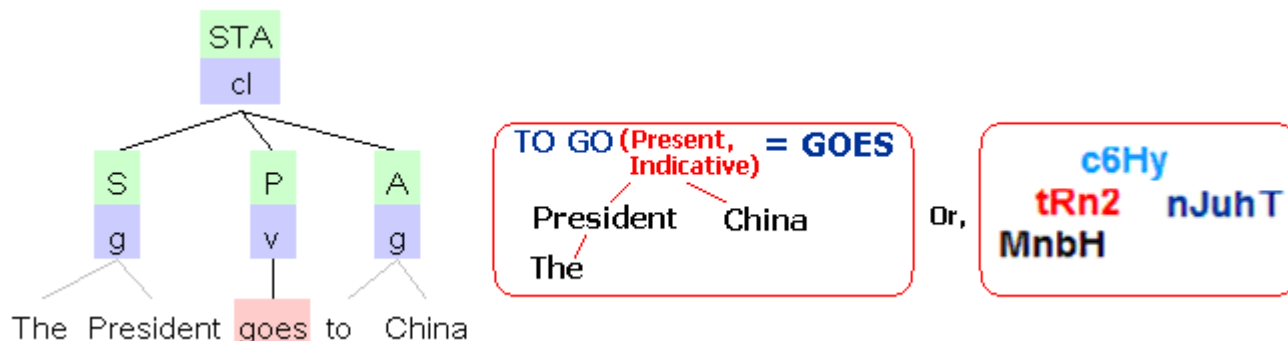 STA
cl
S P A
g v g
The President goes to China
TO GO (Present, Indicative) = GOES
President China
The
Or,
c6Hy
tRn2 nJuhT
MnbH